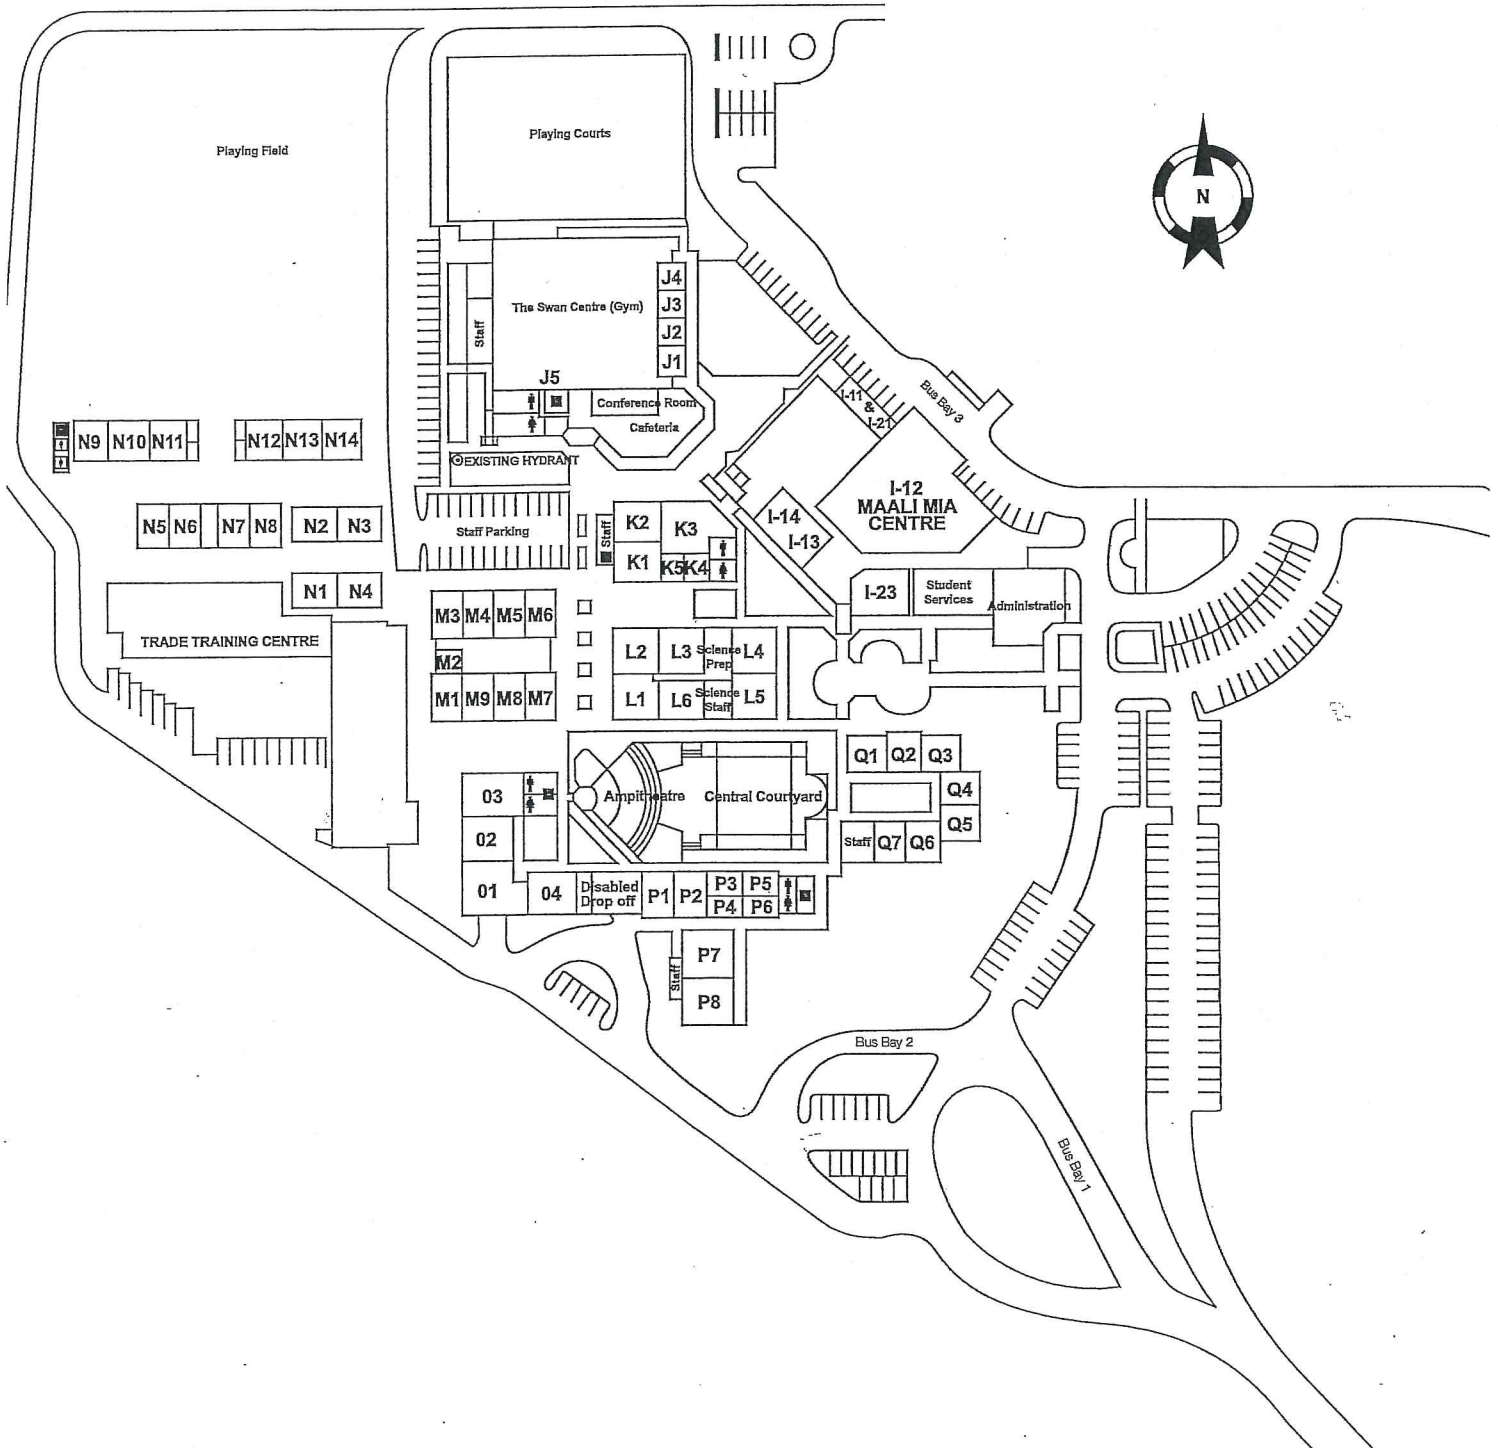 Playing Field
Playing Courts
N
J4
The Swan Centre (Gym)
J3
Staff
J2
J1
J5
Conference Room
Cafeteria
I-11
&
I-21
Bus Bay 3
N9 N10 N11
N12 N13 N14
EXISTING HYDRANT
I-12
MAALI MIA
CENTRE
N5 N6 N7 N8
N2 N3
Staff Parking
Staff
K2
K3
K1
K5 K4
I-14
I-13
N1 N4
I-23
Student
Services
Administration
M3 M4 M5 M6
TRADE TRAINING CENTRE
M2
M1 M9 M8 M7
L2 L3 Science
Prep L4
L1 L6 Science
Staff L5
Q1 Q2 Q3
Q4
Q5
Staff Q7 Q6
03
02
01
04
Ampitheatre
Central Courtyard
Disabled
Drop off
P1 P2
P3 P5
P4 P6
P7
Staff
P8
Bus Bay 2
Bus Bay 1